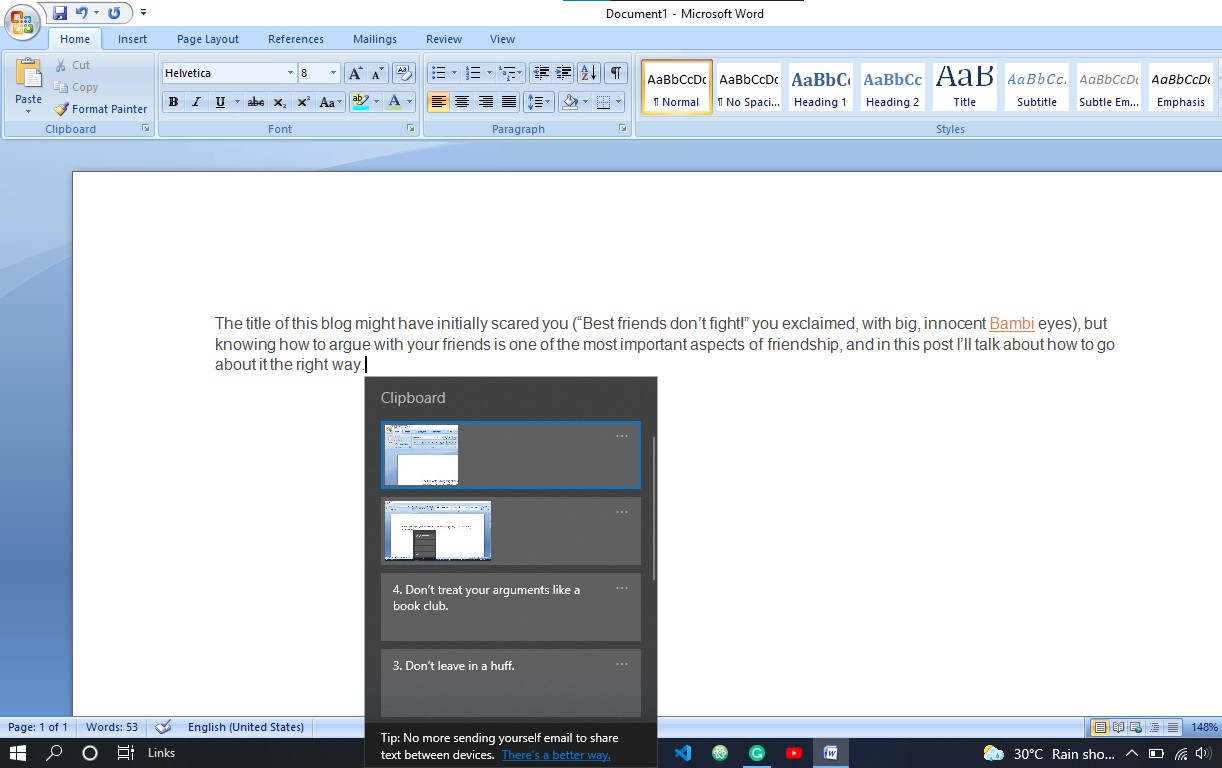 Document1 - Microsoft Word
Home Insert Page Layout References Mailings Review View
Paste
Cut
Copy
Format Painter
Clipboard
Helvetica 8
B I U abc X₂ X² Aa
ab A
Font
Paragraph
AaBbCcDc AaBbCcDc AaBbC AaBbCc AaB AaBbCc. AaBbCcDc AaBbCcDc
¶ Normal ¶ No Spaci... Heading 1 Heading 2 Title Subtitle Subtle Em... Emphasis
Styles
The title of this blog might have initially scared you (“Best friends don’t fight!” you exclaimed, with big, innocent Bambi eyes), but
knowing how to argue with your friends is one of the most important aspects of friendship, and in this post I’ll talk about how to go
about it the right way.
Clipboard
4. Don’t treat your arguments like a
book club.
3. Don’t leave in a huff.
Tip: No more sending yourself email to share
text between devices. There's a better way.
Page: 1 of 1 Words: 53 English (United States) 148%
Links 30°C Rain sho...